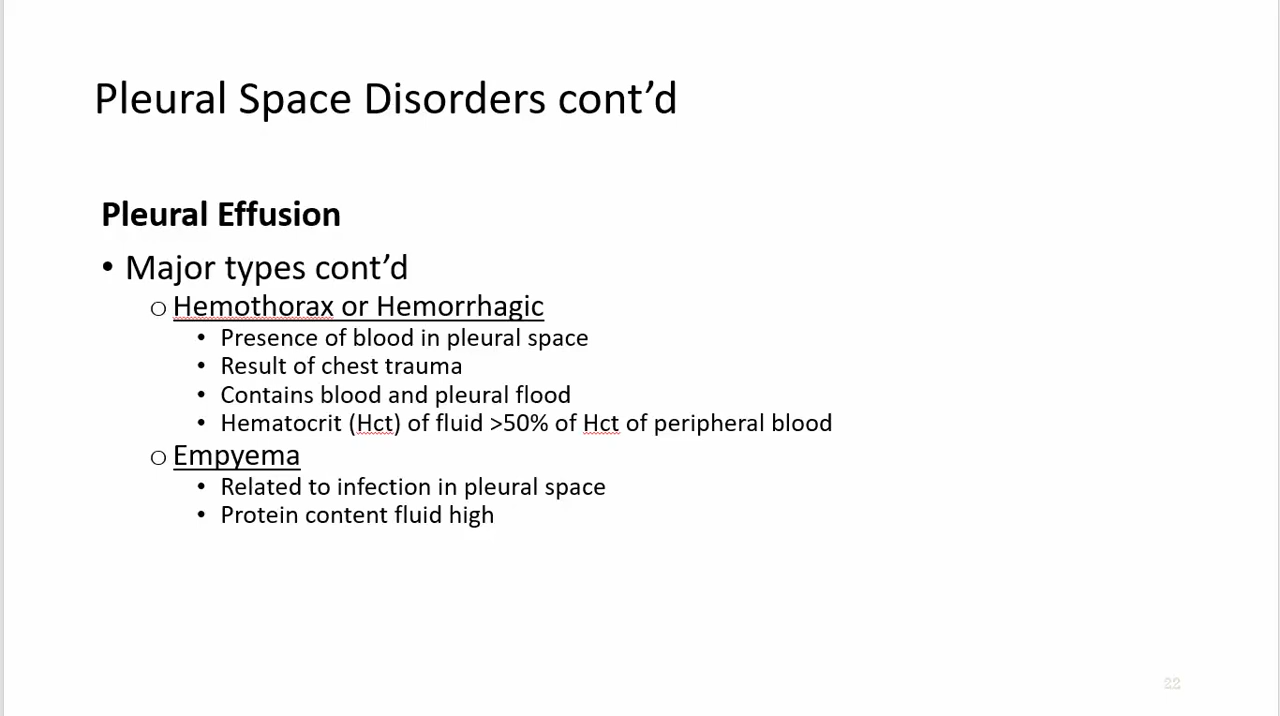 Pleural Space Disorders cont’d
Pleural Effusion
• Major types cont’d
o Hemothorax or Hemorrhagic
• Presence of blood in pleural space
• Result of chest trauma
• Contains blood and pleural flood
• Hematocrit (Hct) of fluid >50% of Hct of peripheral blood
o Empyema
• Related to infection in pleural space
• Protein content fluid high
22